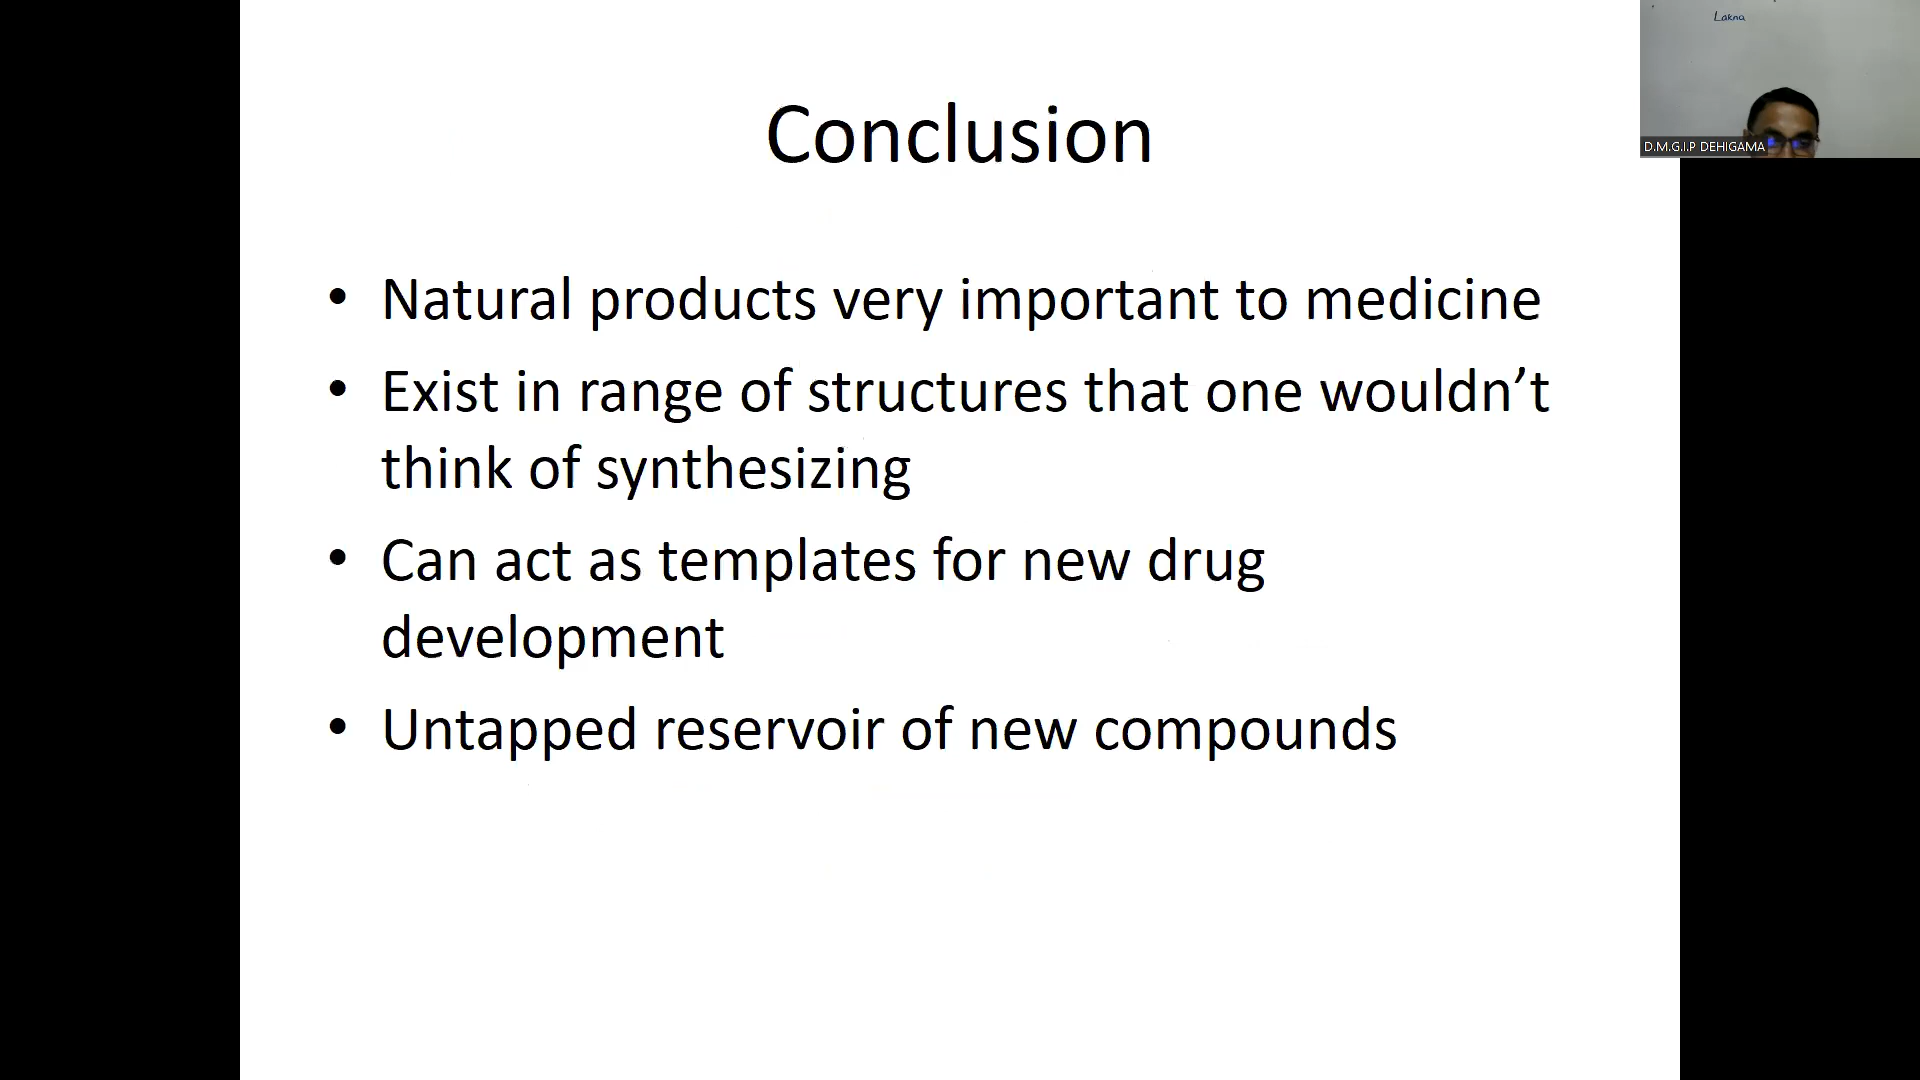 Lakna
D.M.G.I.P DEHIGAMA
Conclusion
• Natural products very important to medicine
• Exist in range of structures that one wouldn’t
think of synthesizing
• Can act as templates for new drug
development
• Untapped reservoir of new compounds